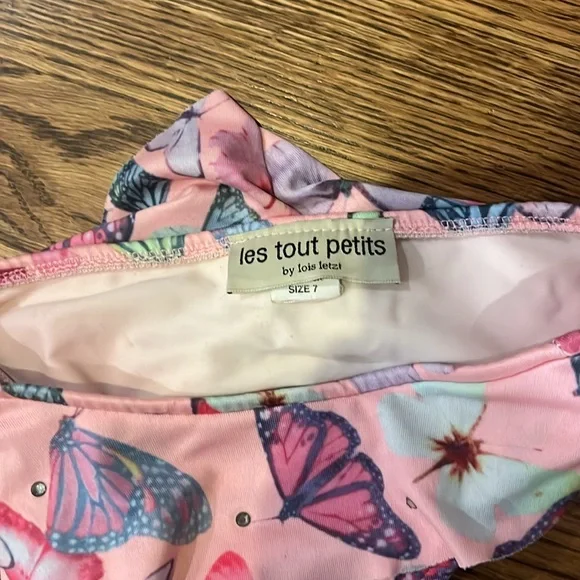 les tout petits
by lois letzt
SIZE 7